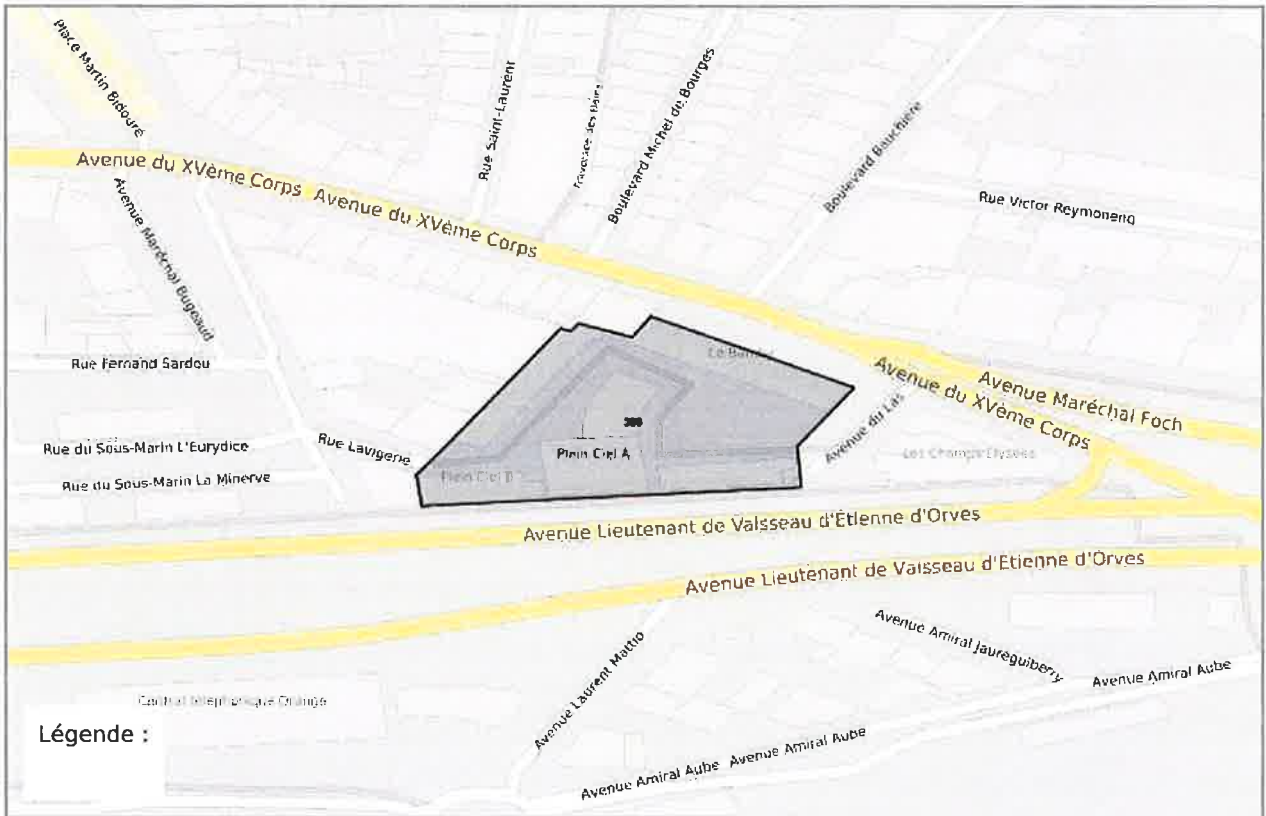 Place Martin Bidouré
Rue Saint-Laurent
Boulevard Michel de Bourges
Boulevard Bauchière
Avenue du XVème Corps
Avenue du XVème Corps
Rue Victor Reymonenq
Avenue Maréchal Bugeaud
Rue Fernand Sardou
Avenue du XVème Corps
Avenue Maréchal Foch
Avenue du Las
Rue du Sous-Marin L'Eurydice
Rue Lavigerie
Plein Ciel A
Les Champs Elysées
Rue du Sous-Marin La Minerve
Plein Ciel B
Avenue Lieutenant de Vaisseau d'Étienne d'Orves
Avenue Lieutenant de Vaisseau d'Étienne d'Orves
Avenue Laurent Mattio
Avenue Amiral Jaureguiberry
Avenue Amiral Aube
Central téléphonique Orange
Légende :
Avenue Amiral Aube
Avenue Amiral Aube